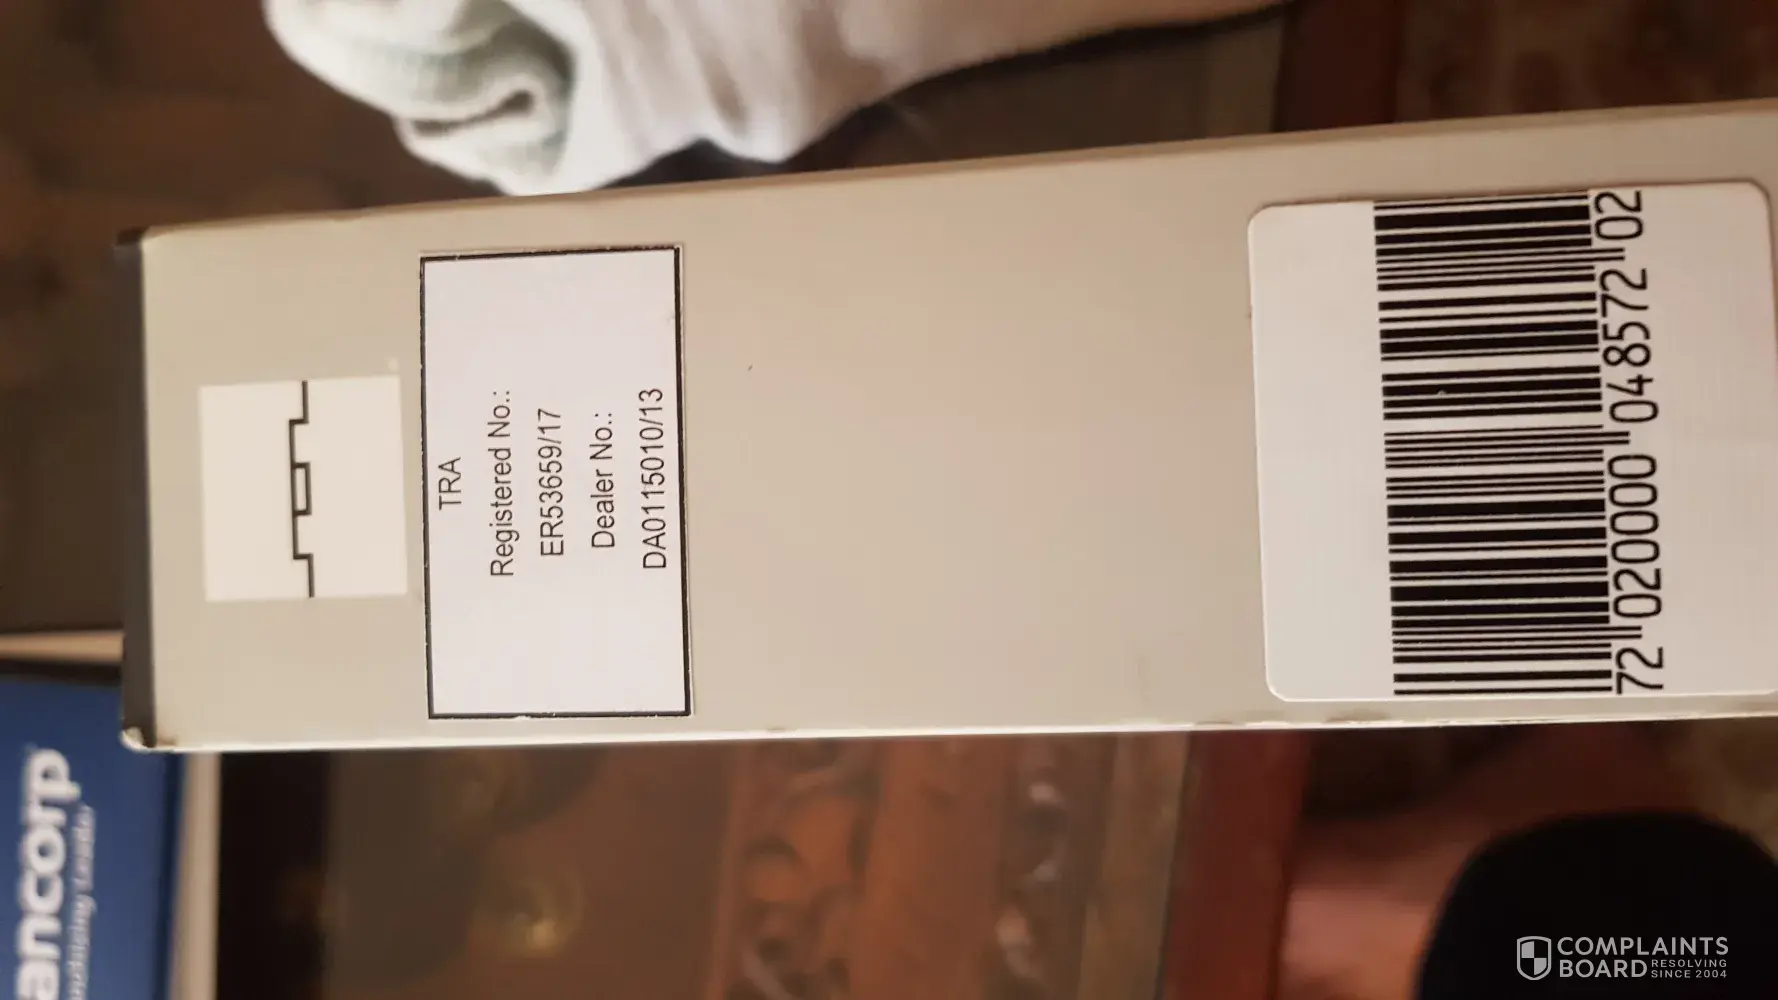 TRA
Registered No.:
ER53659/17
Dealer No.:
DA0115010/13
72 020000 048572 02
ancorp
COMPLAINTS
BOARD RESOLVING
SINCE 2004